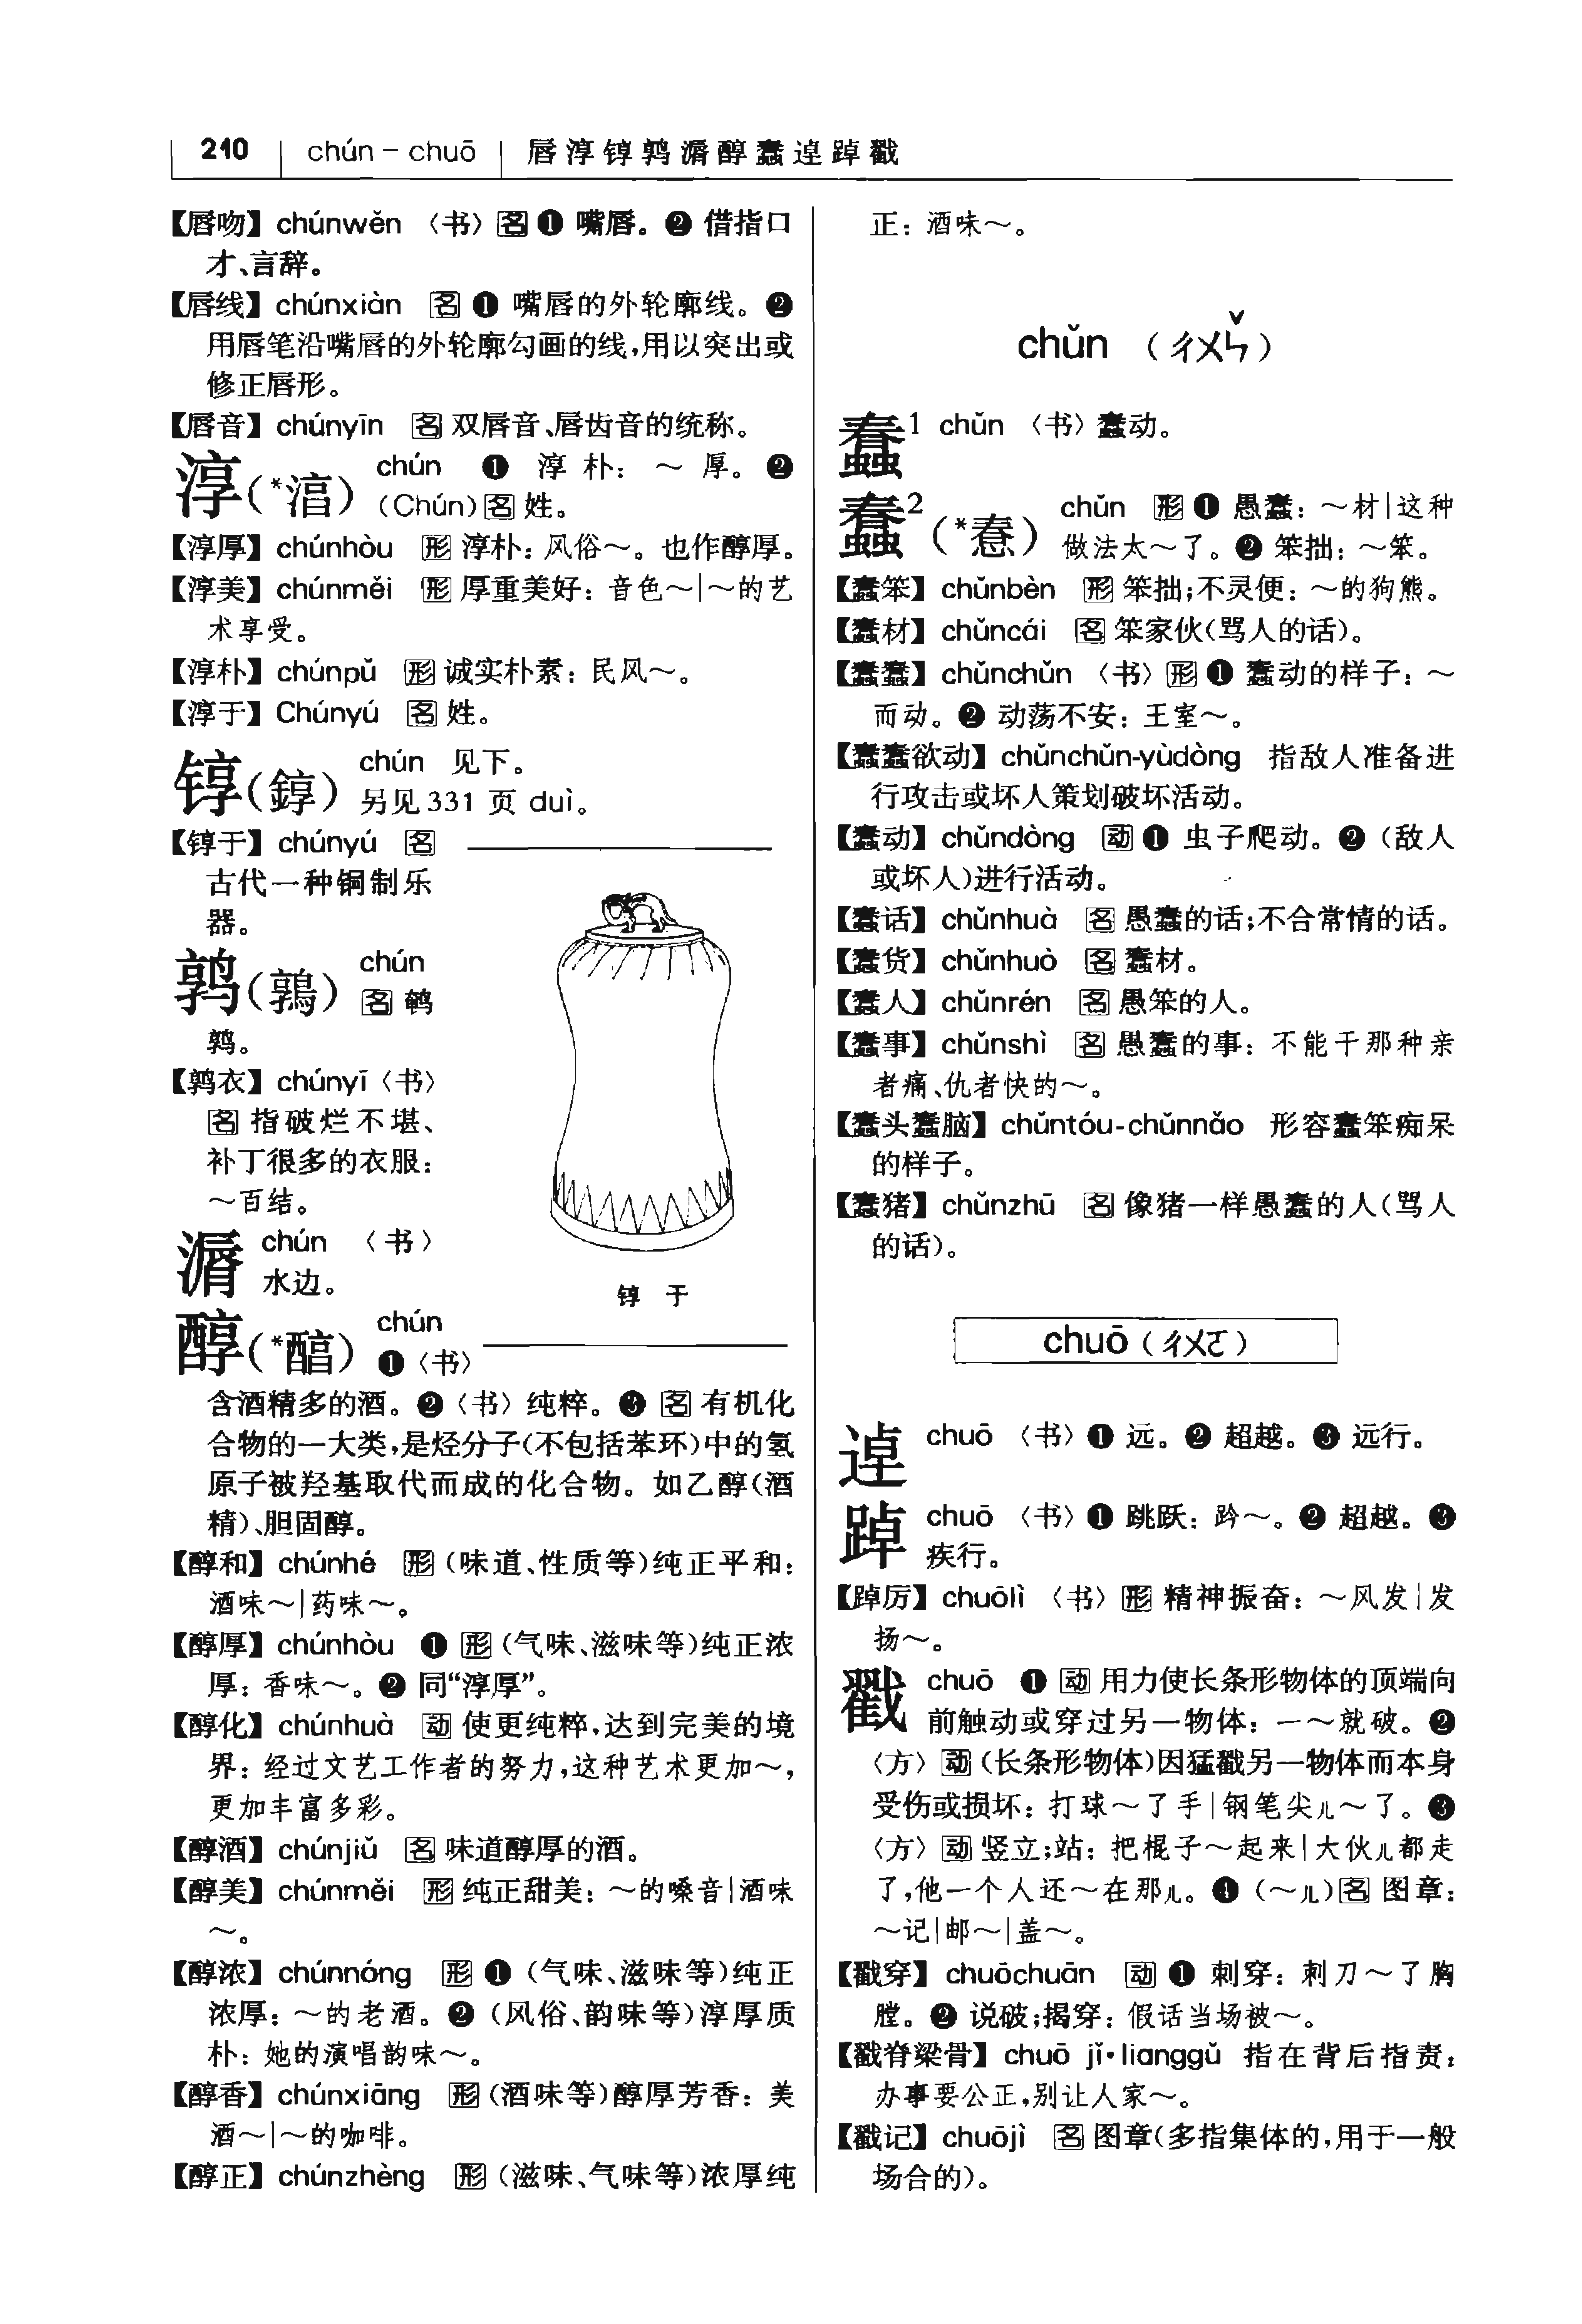 210 chún－chuō 唇淳錞鹑漘醇蠢逴踔戳
【唇吻】 chúnwěn 〈书〉名❶ 嘴唇。❷ 借指口
才、言辞。
【唇线】 chúnxiàn 名❶ 嘴唇的外轮廓线。❷
用唇笔沿嘴唇的外轮廓勾画的线，用以突出或
修正唇形。
【唇音】 chúnyīn 名 双唇音、唇齿音的统称。
淳(*湻) chún ❶ 淳朴：～厚。❷
(Chún)名 姓。
【淳厚】 chúnhòu 形 淳朴：风俗～。也作醇厚。
【淳美】 chúnměi 形 厚重美好：音色～|～的艺
术享受。
【淳朴】 chúnpǔ 形 诚实朴素：民风～。
【淳于】 Chúnyú 名 姓。
𬭚(錞) chún 见下。
另见 331 页 duì。
【𬭚于】 chúnyú 名
古代一种铜制乐
器。
鹑(鶉) chún
名 鹌
鹑。
【鹑衣】 chúnyī〈书〉
名 指破烂不堪、
补丁很多的衣服：
～百结。
漘 chún 〈书〉
水边。
𬭚 于
醇(*醕) chún
❶〈书〉
含酒精多的酒。❷〈书〉纯粹。❸ 名 有机化
合物的一大类，是烃分子(不包括苯环)中的氢
原子被羟基取代而成的化合物。如乙醇(酒
精)、胆固醇。
【醇和】 chúnhé 形 (味道、性质等)纯正平和：
酒味～|药味～。
【醇厚】 chúnhòu ❶ 形 (气味、滋味等)纯正浓
厚：香味～。❷ 同“淳厚”。
【醇化】 chúnhuà 动 使更纯粹，达到完美的境
界：经过文艺工作者的努力，这种艺术更加～，
更加丰富多彩。
【醇酒】 chúnjiǔ 名 味道醇厚的酒。
【醇美】 chúnměi 形 纯正甜美：～的嗓音|酒味
～。
【醇浓】 chúnnóng 形 ❶ (气味、滋味等)纯正
浓厚：～的老酒。❷ (风俗、韵味等)淳厚质
朴：她的演唱韵味～。
【醇香】 chúnxiāng 形 (酒味等)醇厚芳香：美
酒～|～的咖啡。
【醇正】 chúnzhèng 形 (滋味、气味等)浓厚纯
正：酒味～。
chǔn （ㄔㄨㄣˇ）
蠢1 chǔn 〈书〉蠢动。
蠢2(*惷) chǔn 形 ❶ 愚蠢：～材|这种
做法太～了。❷ 笨拙：～笨。
【蠢笨】 chǔnbèn 形 笨拙；不灵便：～的狗熊。
【蠢材】 chǔncái 名 笨家伙(骂人的话)。
【蠢蠢】 chǔnchǔn 〈书〉形 ❶ 蠢动的样子：～
而动。❷ 动荡不安：王室～。
【蠢蠢欲动】 chǔnchǔn-yùdòng 指敌人准备进
行攻击或坏人策划破坏活动。
【蠢动】 chǔndòng 动 ❶ 虫子爬动。❷ (敌人
或坏人)进行活动。
【蠢话】 chǔnhuà 名 愚蠢的话；不合常情的话。
【蠢货】 chǔnhuò 名 蠢材。
【蠢人】 chǔnrén 名 愚笨的人。
【蠢事】 chǔnshì 名 愚蠢的事：不能干那种亲
者痛、仇者快的～。
【蠢头蠢脑】 chǔntóu-chǔnnǎo 形容蠢笨痴呆
的样子。
【蠢猪】 chǔnzhū 名 像猪一样愚蠢的人(骂人
的话)。
chuō（ㄔㄨㄛ）
逴 chuō 〈书〉❶ 远。❷ 超越。❸ 远行。
踔 chuō 〈书〉❶ 跳跃：趻～。❷ 超越。❸
疾行。
【踔厉】 chuōlì 〈书〉形 精神振奋：～风发|发
扬～。
戳 chuō ❶ 动 用力使长条形物体的顶端向
前触动或穿过另一物体：一～就破。❷
〈方〉动 (长条形物体)因猛戳另一物体而本身
受伤或损坏：打球～了手|钢笔尖儿～了。❸
〈方〉动 竖立；站：把棍子～起来|大伙儿都走
了，他一个人还～在那儿。❹ (～儿)名 图章：
～记|邮～|盖～。
【戳穿】 chuōchuān 动 ❶ 刺穿：刺刀～了胸
膛。❷ 说破；揭穿：假话当场被～。
【戳脊梁骨】 chuō jǐ·lianggǔ 指在背后指责：
办事要公正，别让人家～。
【戳记】 chuōjì 名 图章(多指集体的，用于一般
场合的)。